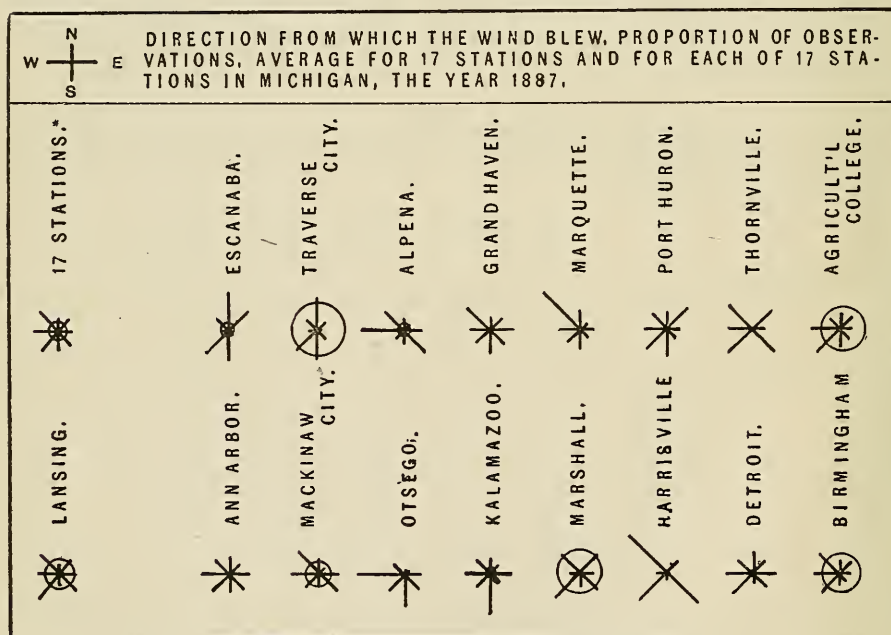 N
W E
S
DIRECTION FROM WHICH THE WIND BLEW, PROPORTION OF OBSER-
VATIONS, AVERAGE FOR 17 STATIONS AND FOR EACH OF 17 STA-
TIONS IN MICHIGAN, THE YEAR 1887.
17 STATIONS.*
ESCANABA.
TRAVERSE
CITY.
ALPENA.
GRAND HAVEN.
MARQUETTE.
PORT HURON.
THORNVILLE.
AGRICULT'L
COLLEGE.
LANSING.
ANN ARBOR.
MACKINAW
CITY.
OTSEGO.
KALAMAZOO.
MARSHALL.
HARRISVILLE
DETROIT.
BIRMINGHAM